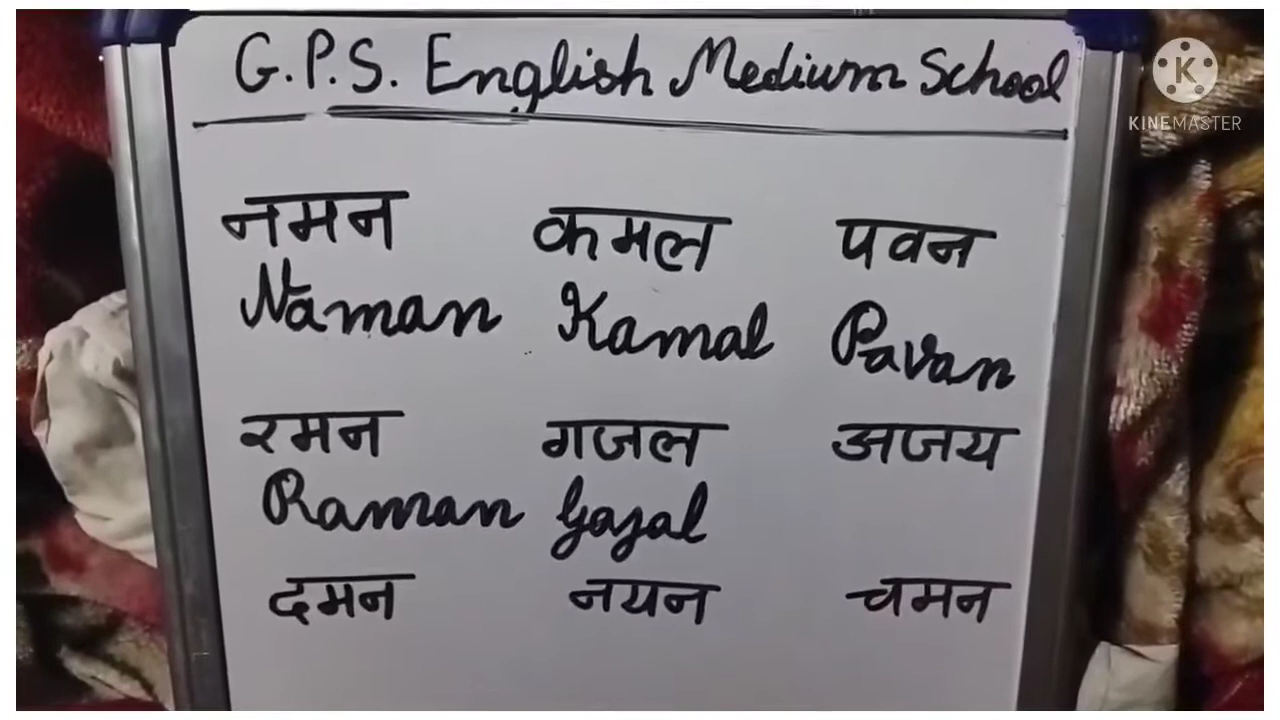 G.P.S. English Medium School
K
KINEMASTER
नमन कमल पवन
Naman Kamal Pavan
रमन गजल अजय
Raman Gajal
दमन नयन चमन